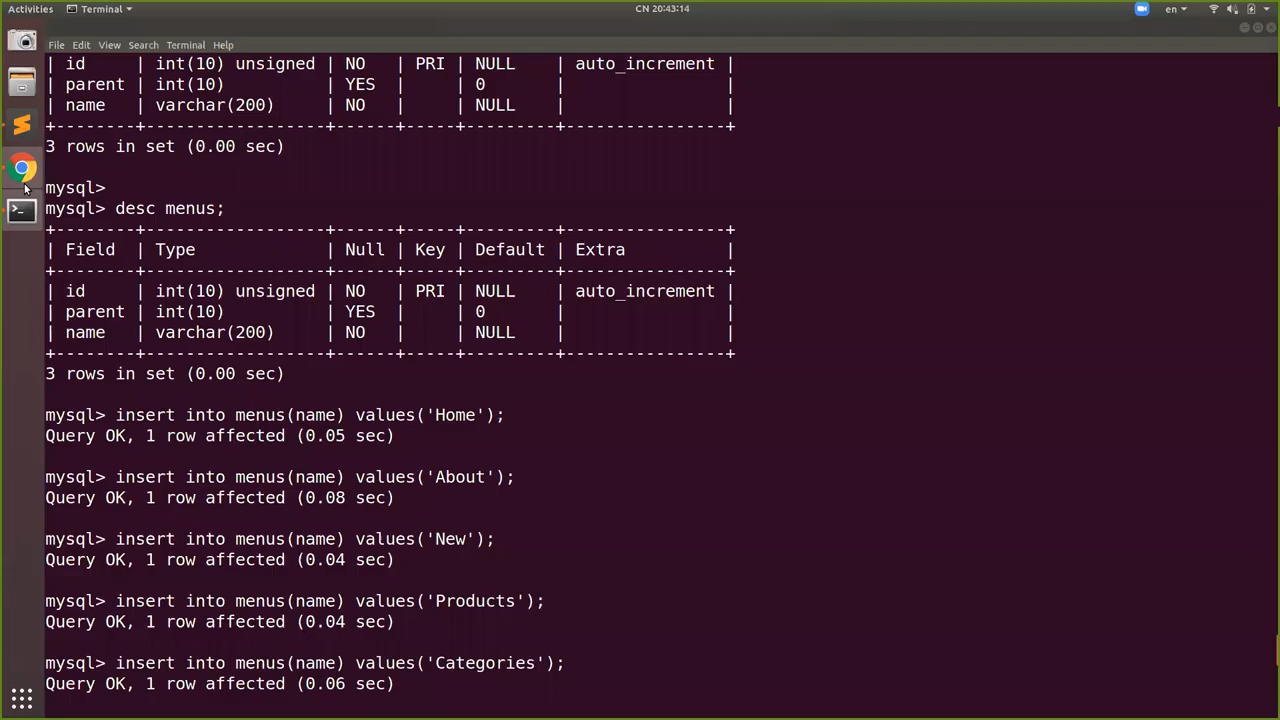 Activities Terminal CN 20:43:14 en
File Edit View Search Terminal Help
| id | int(10) unsigned | NO | PRI | NULL | auto_increment |
| parent | int(10) | YES | | 0 | |
| name | varchar(200) | NO | | NULL | |
+--------+------------------+------+-----+---------+----------------+
3 rows in set (0.00 sec)
mysql>
mysql> desc menus;
+--------+------------------+------+-----+---------+----------------+
| Field | Type | Null | Key | Default | Extra |
+--------+------------------+------+-----+---------+----------------+
| id | int(10) unsigned | NO | PRI | NULL | auto_increment |
| parent | int(10) | YES | | 0 | |
| name | varchar(200) | NO | | NULL | |
+--------+------------------+------+-----+---------+----------------+
3 rows in set (0.00 sec)
mysql> insert into menus(name) values('Home');
Query OK, 1 row affected (0.05 sec)
mysql> insert into menus(name) values('About');
Query OK, 1 row affected (0.08 sec)
mysql> insert into menus(name) values('New');
Query OK, 1 row affected (0.04 sec)
mysql> insert into menus(name) values('Products');
Query OK, 1 row affected (0.04 sec)
mysql> insert into menus(name) values('Categories');
Query OK, 1 row affected (0.06 sec)